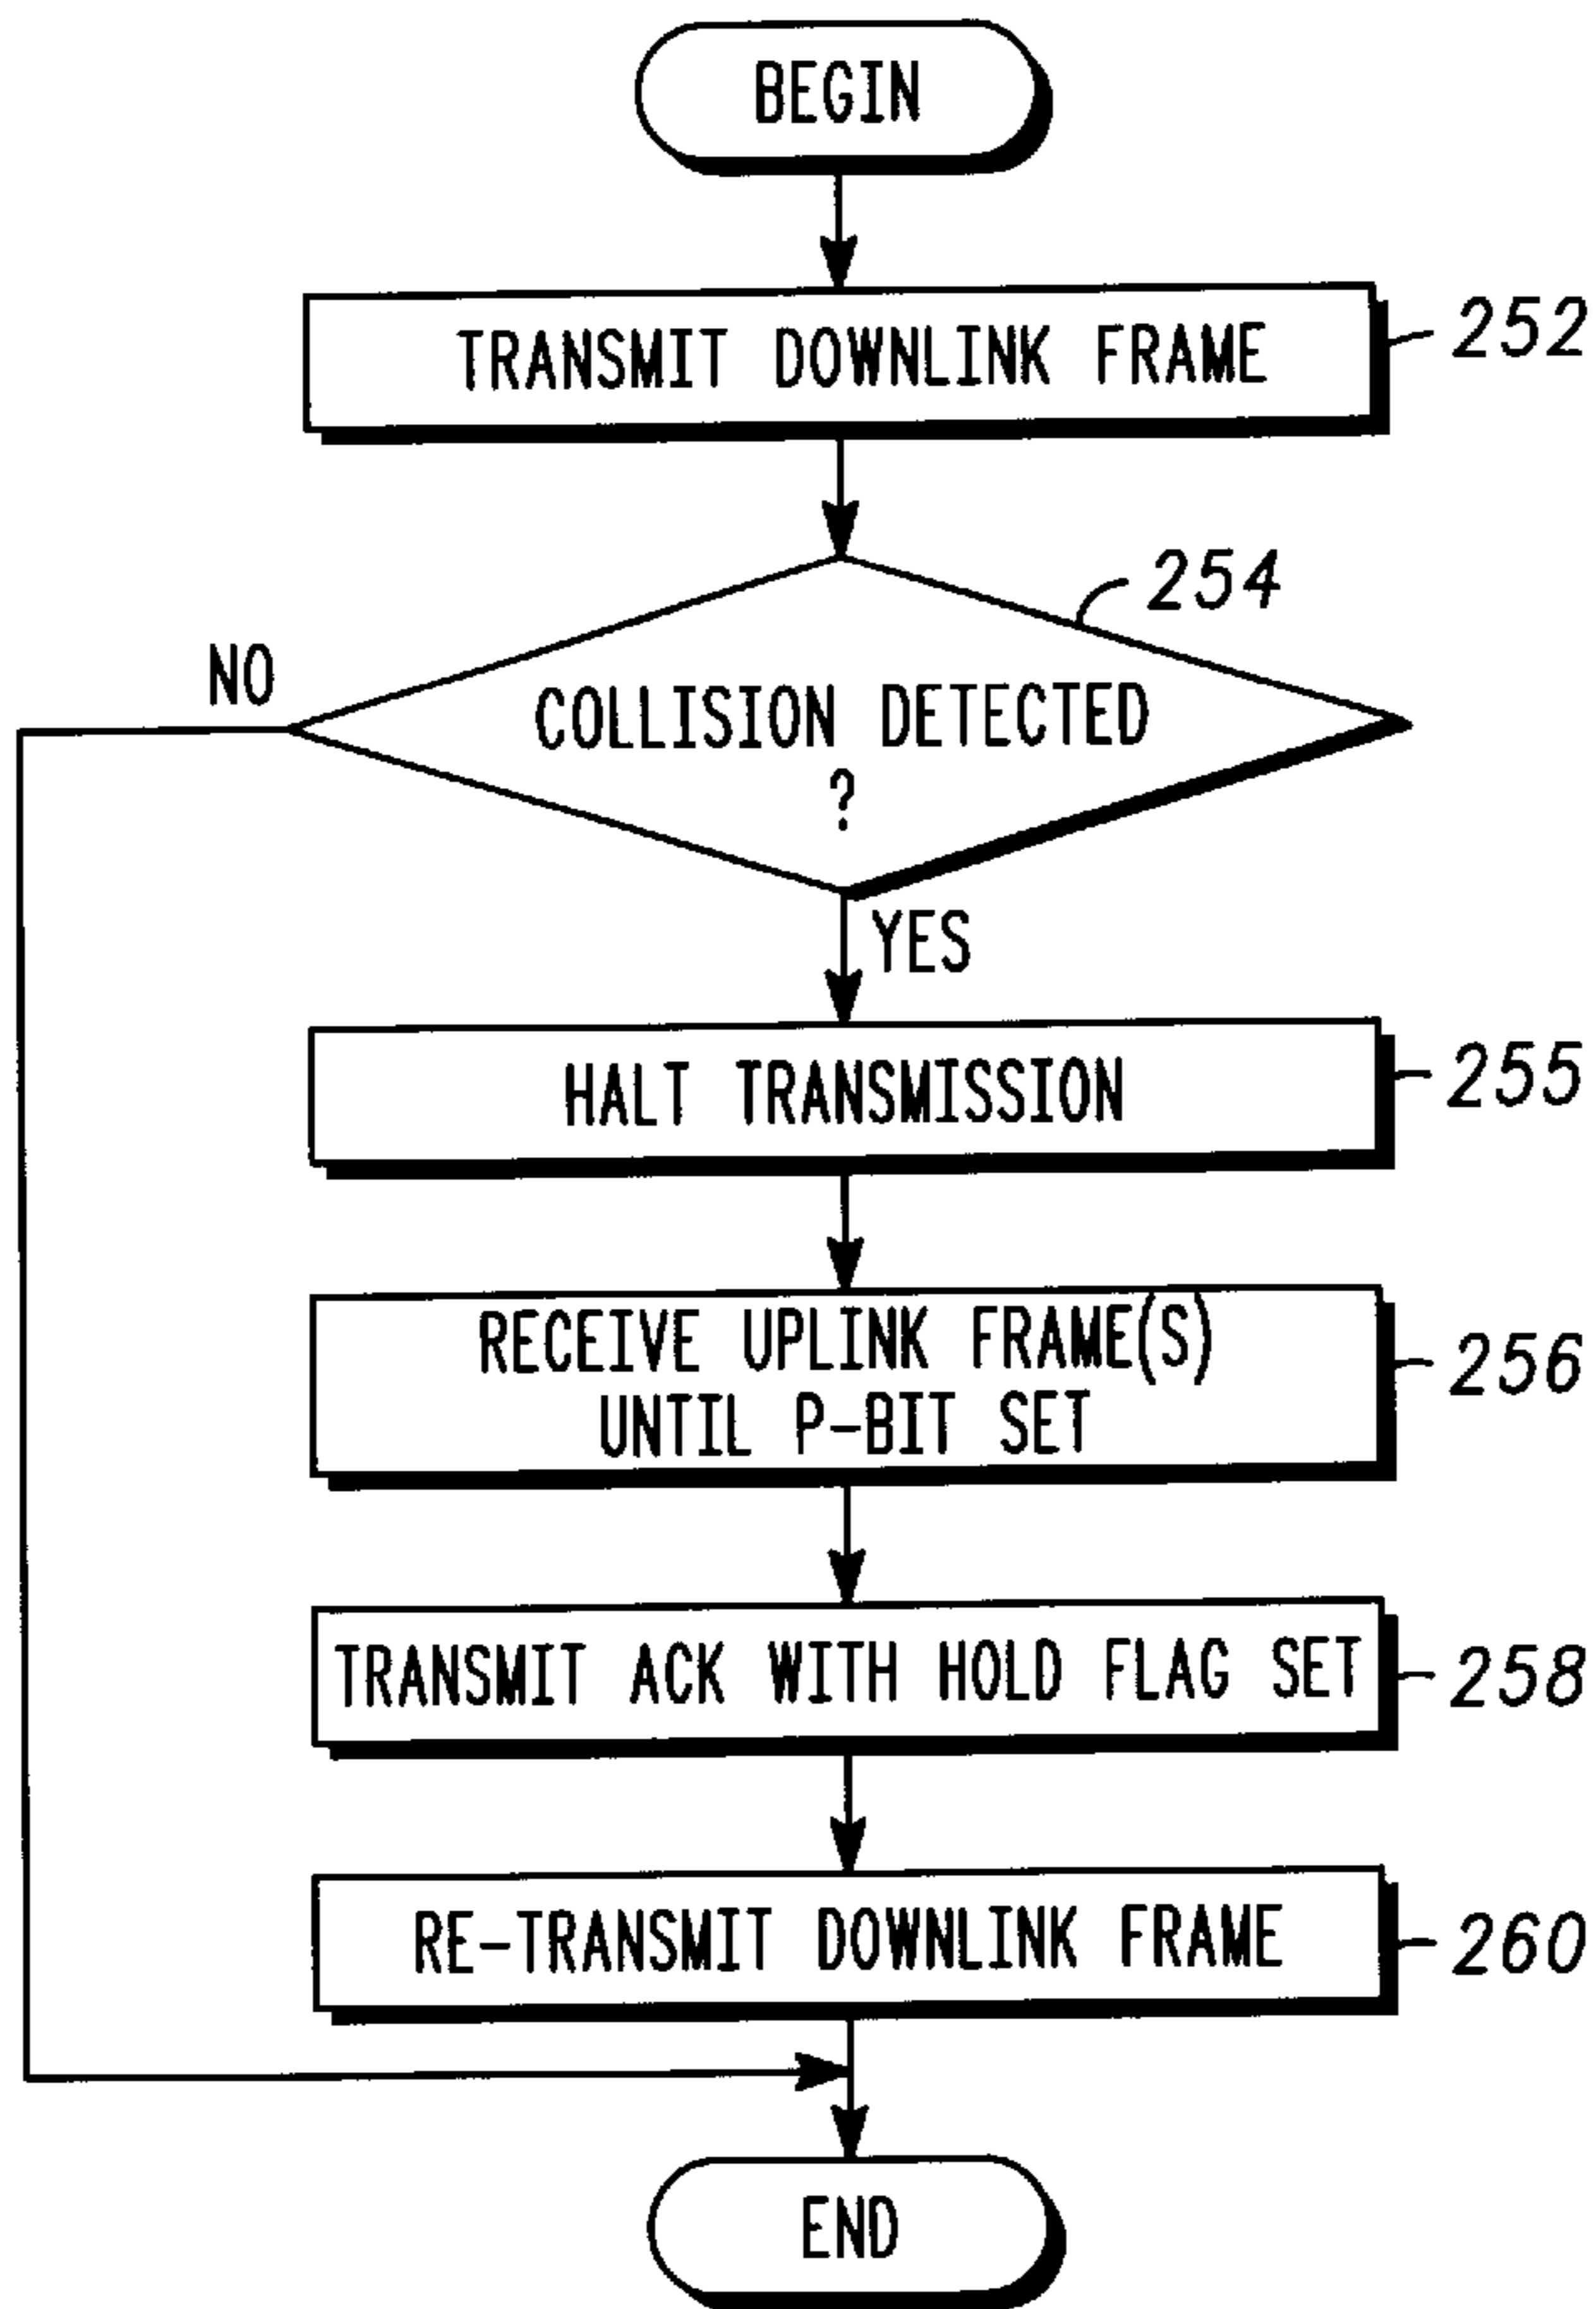 BEGIN
TRANSMIT DOWNLINK FRAME
252
254
NO
COLLISION DETECTED
?
YES
HALT TRANSMISSION
255
RECEIVE UPLINK FRAME(S)
UNTIL P-BIT SET
256
TRANSMIT ACK WITH HOLD FLAG SET
258
RE-TRANSMIT DOWNLINK FRAME
260
END